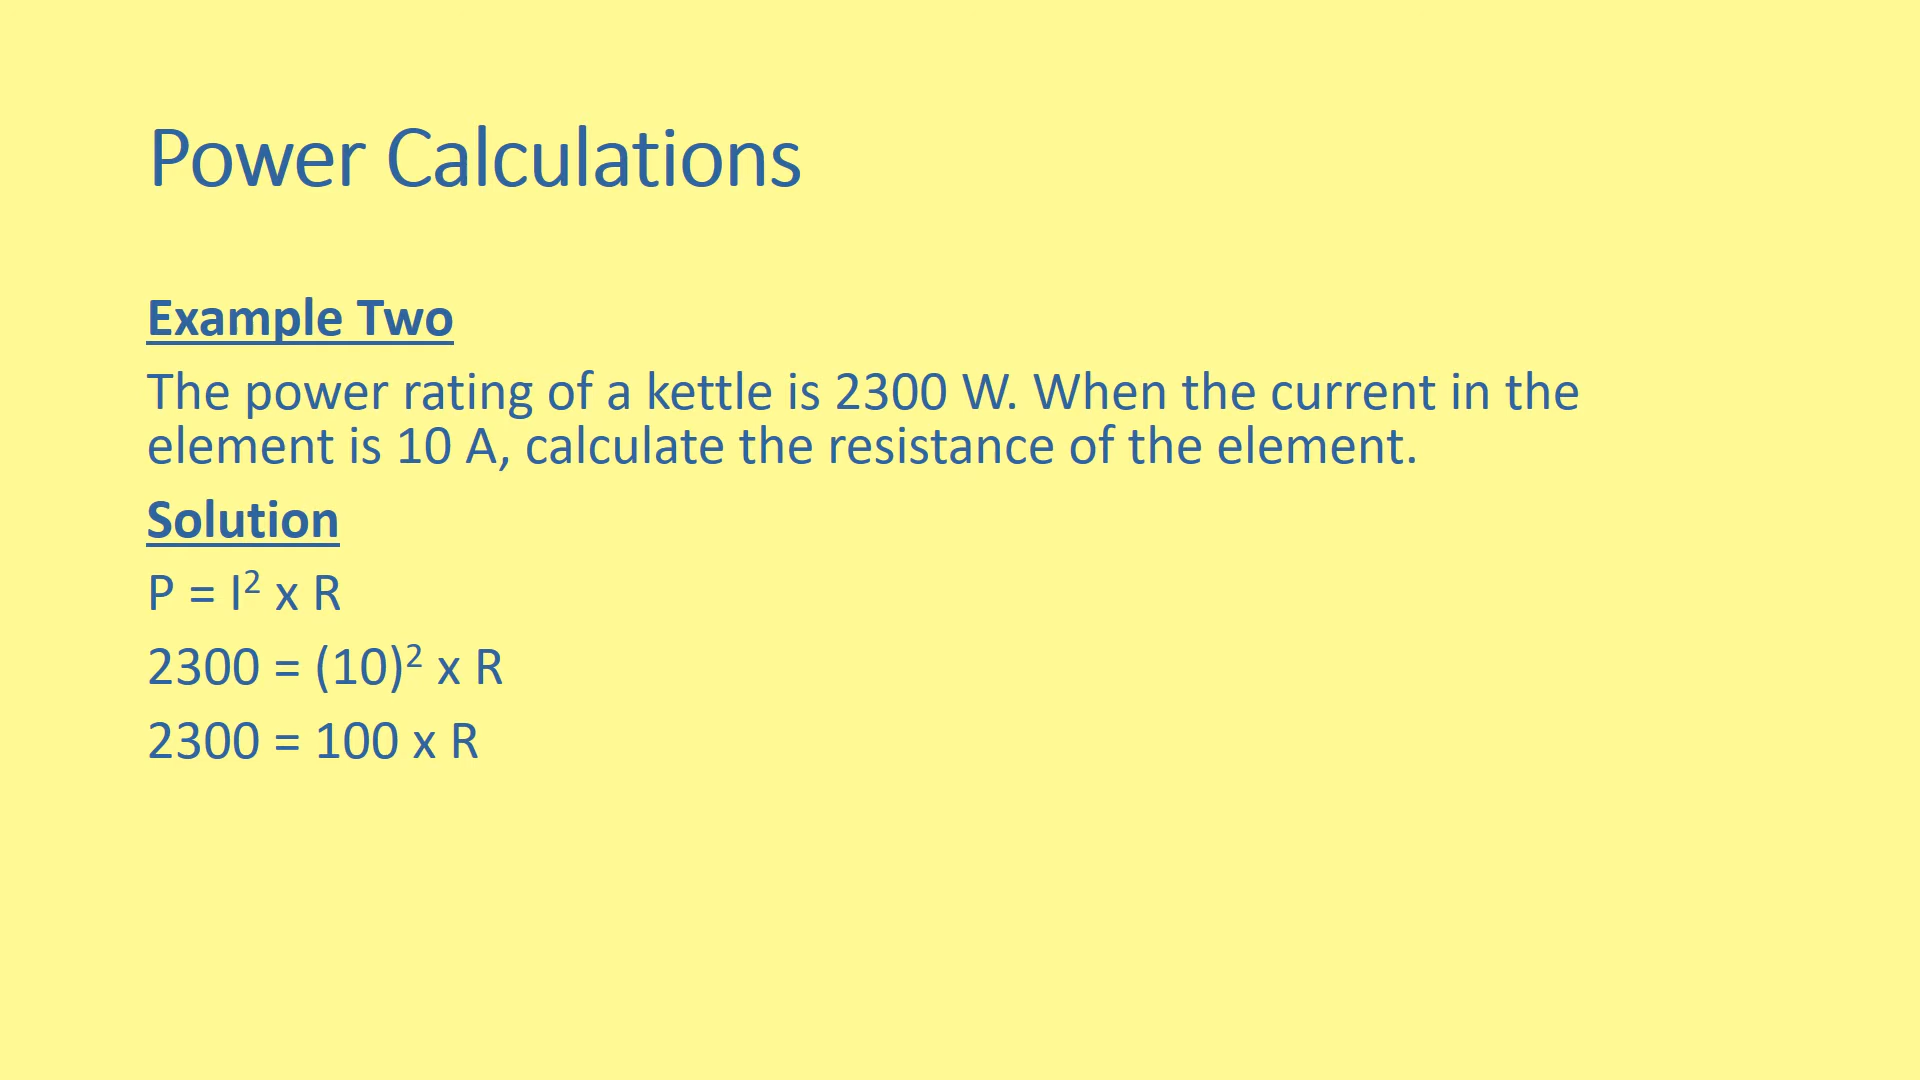 Power Calculations
Example Two
The power rating of a kettle is 2300 W. When the current in the
element is 10 A, calculate the resistance of the element.
Solution
P = I² x R
2300 = (10)² x R
2300 = 100 x R